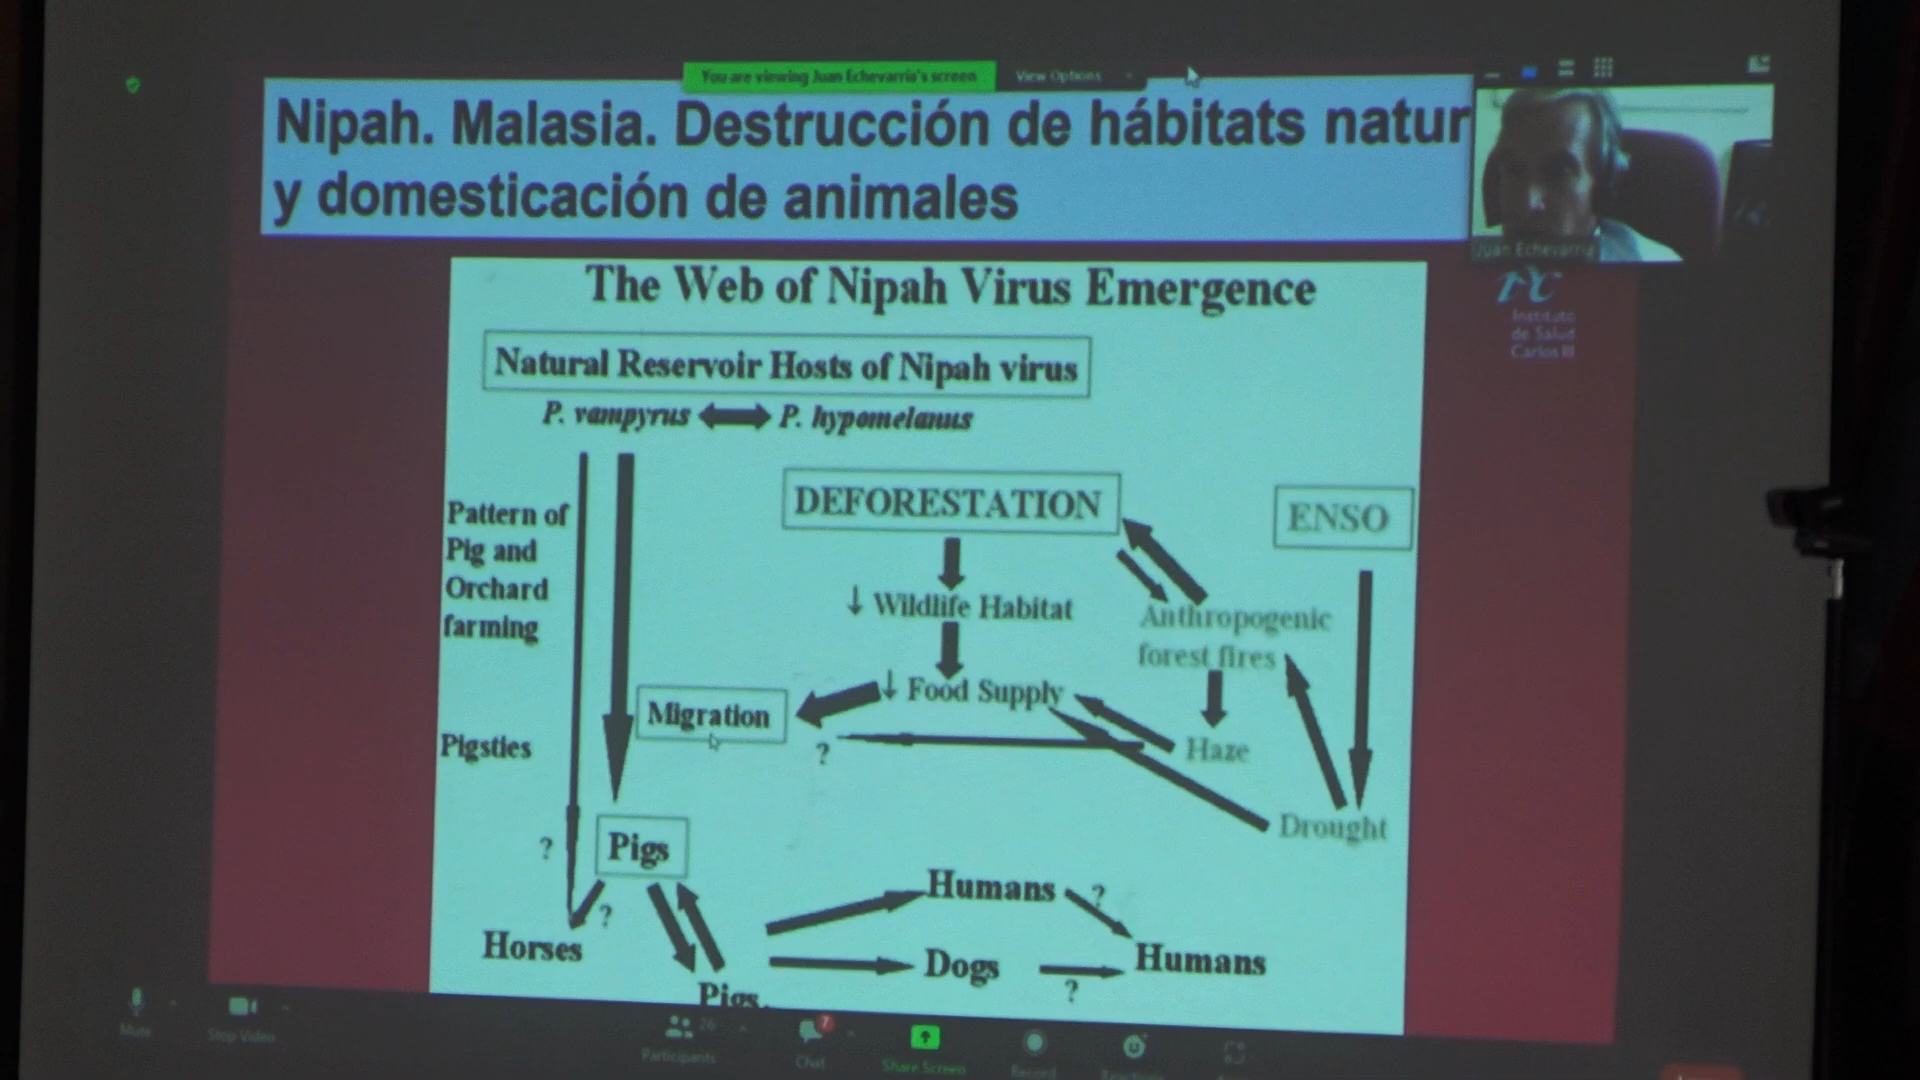 You are viewing Juan Echevarria's screen
View Options
Nipah. Malasia. Destrucción de hábitats natur
y domesticación de animales
Juan Echevarria
Instituto
de Salud
Carlos III
The Web of Nipah Virus Emergence
Natural Reservoir Hosts of Nipah virus
P. vampyrus P. hypomelanus
Pattern of
Pig and
Orchard
farming
DEFORESTATION
ENSO
↓ Wildlife Habitat
Anthropogenic
forest fires
↓ Food Supply
Migration
?
Haze
Pigsties
Drought
?
Pigs
?
Horses
Humans
?
Dogs
?
Humans
Pigs
Mute
Stop Video
26
Participants
7
Chat
Share Screen
Record
Reactions